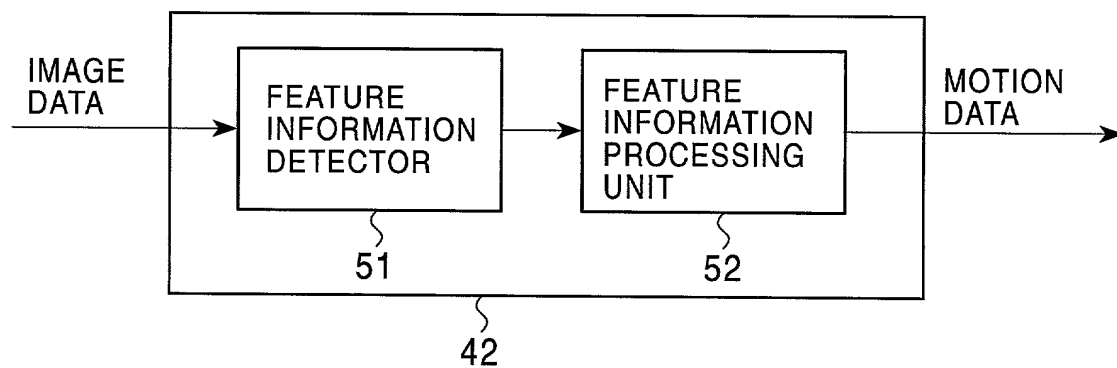 IMAGE
DATA
FEATURE
INFORMATION
DETECTOR
FEATURE
INFORMATION
PROCESSING
UNIT
MOTION
DATA
51
52
42